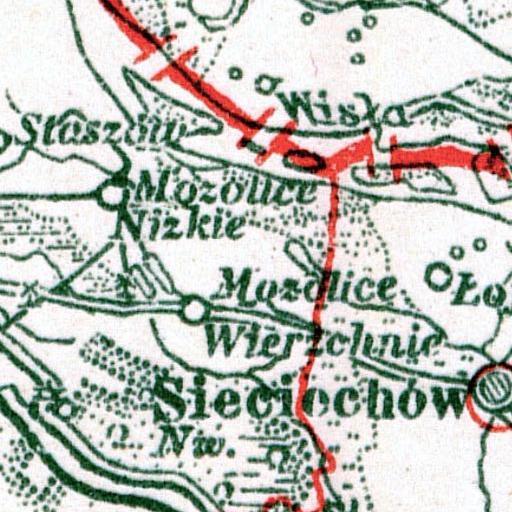 Wisła
Staszów
Mozolice
Nizkie
Mozolice
Wierzchnie
Sieciechów
Nw.